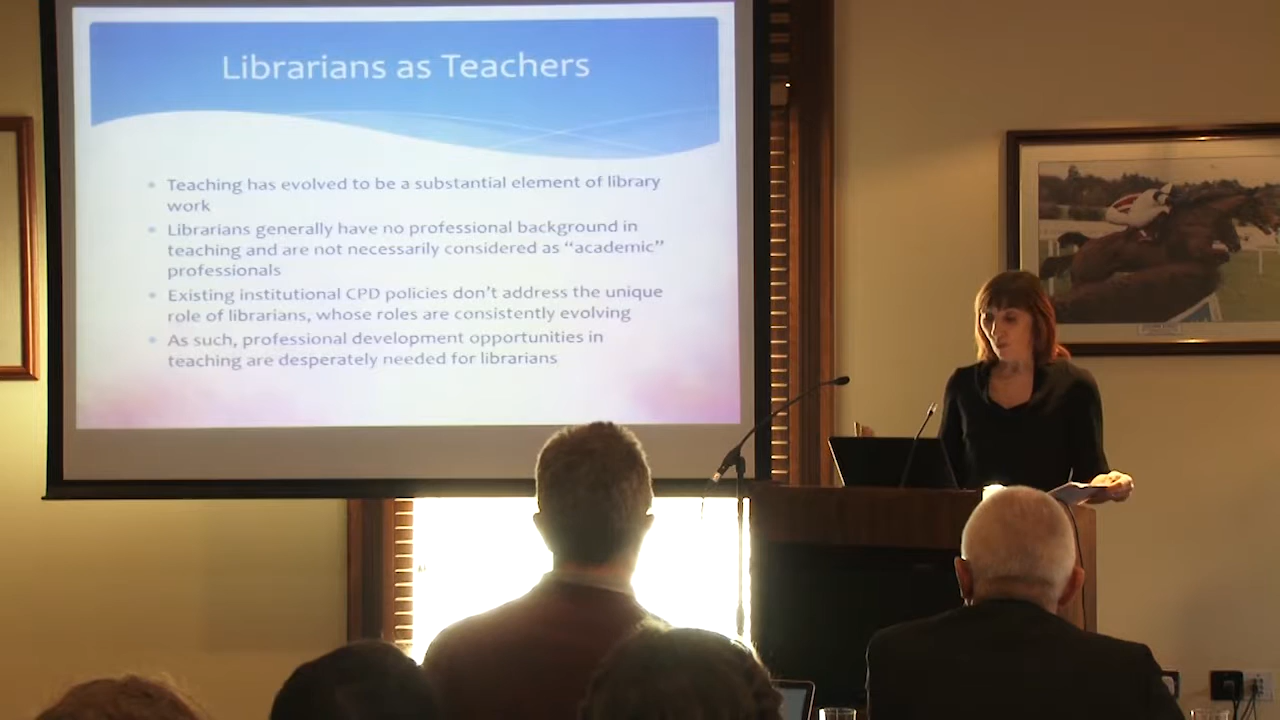 Librarians as Teachers
Teaching has evolved to be a substantial element of library
work
Librarians generally have no professional background in
teaching and are not necessarily considered as “academic”
professionals
Existing institutional CPD policies don’t address the unique
role of librarians, whose roles are consistently evolving
As such, professional development opportunities in
teaching are desperately needed for librarians